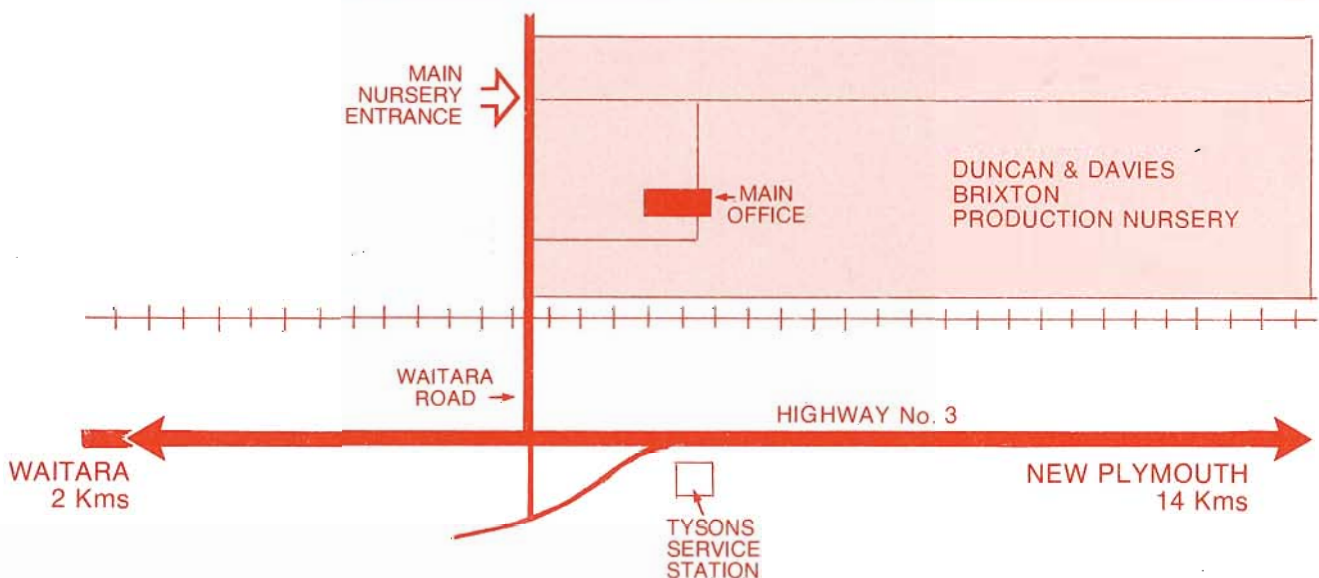 MAIN
NURSERY
ENTRANCE
MAIN
OFFICE
DUNCAN & DAVIES
BRIXTON
PRODUCTION NURSERY
WAITARA
ROAD
HIGHWAY No. 3
WAITARA
2 Kms
NEW PLYMOUTH
14 Kms
TYSONS
SERVICE
STATION